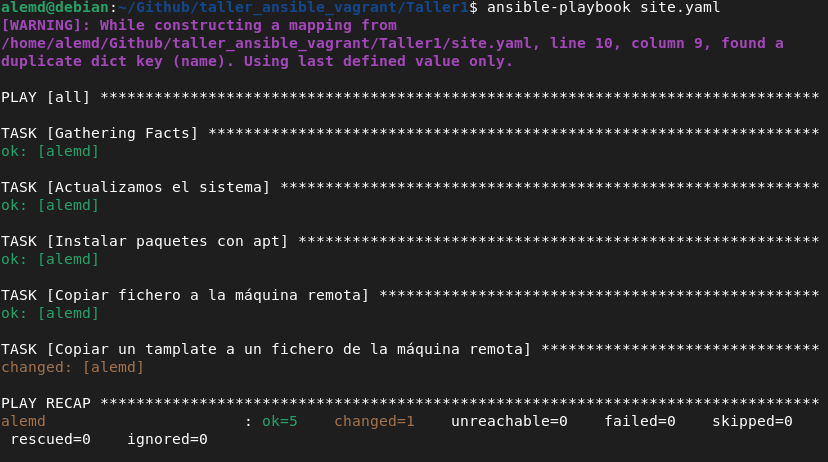 alemd@debian:~/Github/taller_ansible_vagrant/Taller1$ ansible-playbook site.yaml
[WARNING]: While constructing a mapping from
/home/alemd/Github/taller_ansible_vagrant/Taller1/site.yaml, line 10, column 9, found a
duplicate dict key (name). Using last defined value only.
PLAY [all] ********************************************************************************
TASK [Gathering Facts] ********************************************************************
ok: [alemd]
TASK [Actualizamos el sistema] ************************************************************
ok: [alemd]
TASK [Instalar paquetes con apt] **********************************************************
ok: [alemd]
TASK [Copiar fichero a la máquina remota] *************************************************
ok: [alemd]
TASK [Copiar un tamplate a un fichero de la máquina remota] *******************************
changed: [alemd]
PLAY RECAP ********************************************************************************
alemd                      : ok=5    changed=1    unreachable=0    failed=0    skipped=0
 rescued=0    ignored=0